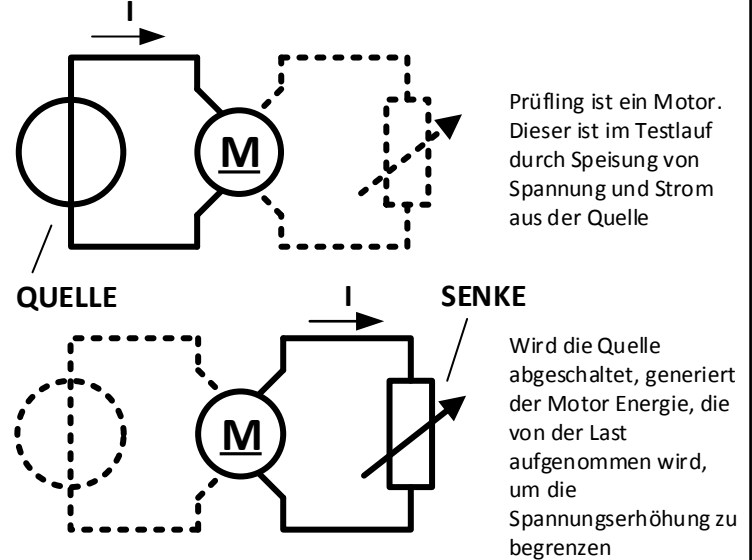 I
M
Prüfling ist ein Motor.
Dieser ist im Testlauf
durch Speisung von
Spannung und Strom
aus der Quelle
QUELLE
I
SENKE
M
Wird die Quelle
abgeschaltet, generiert
der Motor Energie, die
von der Last
aufgenommen wird,
um die
Spannungserhöhung zu
begrenzen